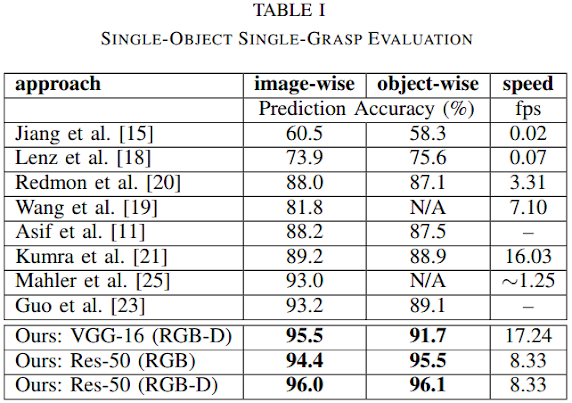 TABLE I
SINGLE-OBJECT SINGLE-GRASP EVALUATION
approach image-wise object-wise speed
Prediction Accuracy (%) fps
Jiang et al. [15] 60.5 58.3 0.02
Lenz et al. [18] 73.9 75.6 0.07
Redmon et al. [20] 88.0 87.1 3.31
Wang et al. [19] 81.8 N/A 7.10
Asif et al. [11] 88.2 87.5 –
Kumra et al. [21] 89.2 88.9 16.03
Mahler et al. [25] 93.0 N/A ∼1.25
Guo et al. [23] 93.2 89.1 –
Ours: VGG-16 (RGB-D) 95.5 91.7 17.24
Ours: Res-50 (RGB) 94.4 95.5 8.33
Ours: Res-50 (RGB-D) 96.0 96.1 8.33